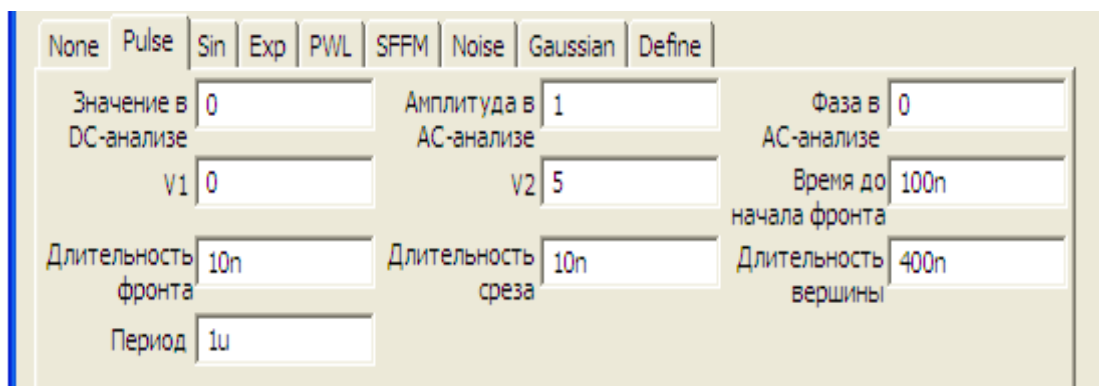 None Pulse Sin Exp PWL SFFM Noise Gaussian Define
Значение в DC-анализе 0
Амплитуда в AC-анализе 1
Фаза в AC-анализе 0
V1 0
V2 5
Время до начала фронта 100n
Длительность фронта 10n
Длительность среза 10n
Длительность вершины 400n
Период 1u